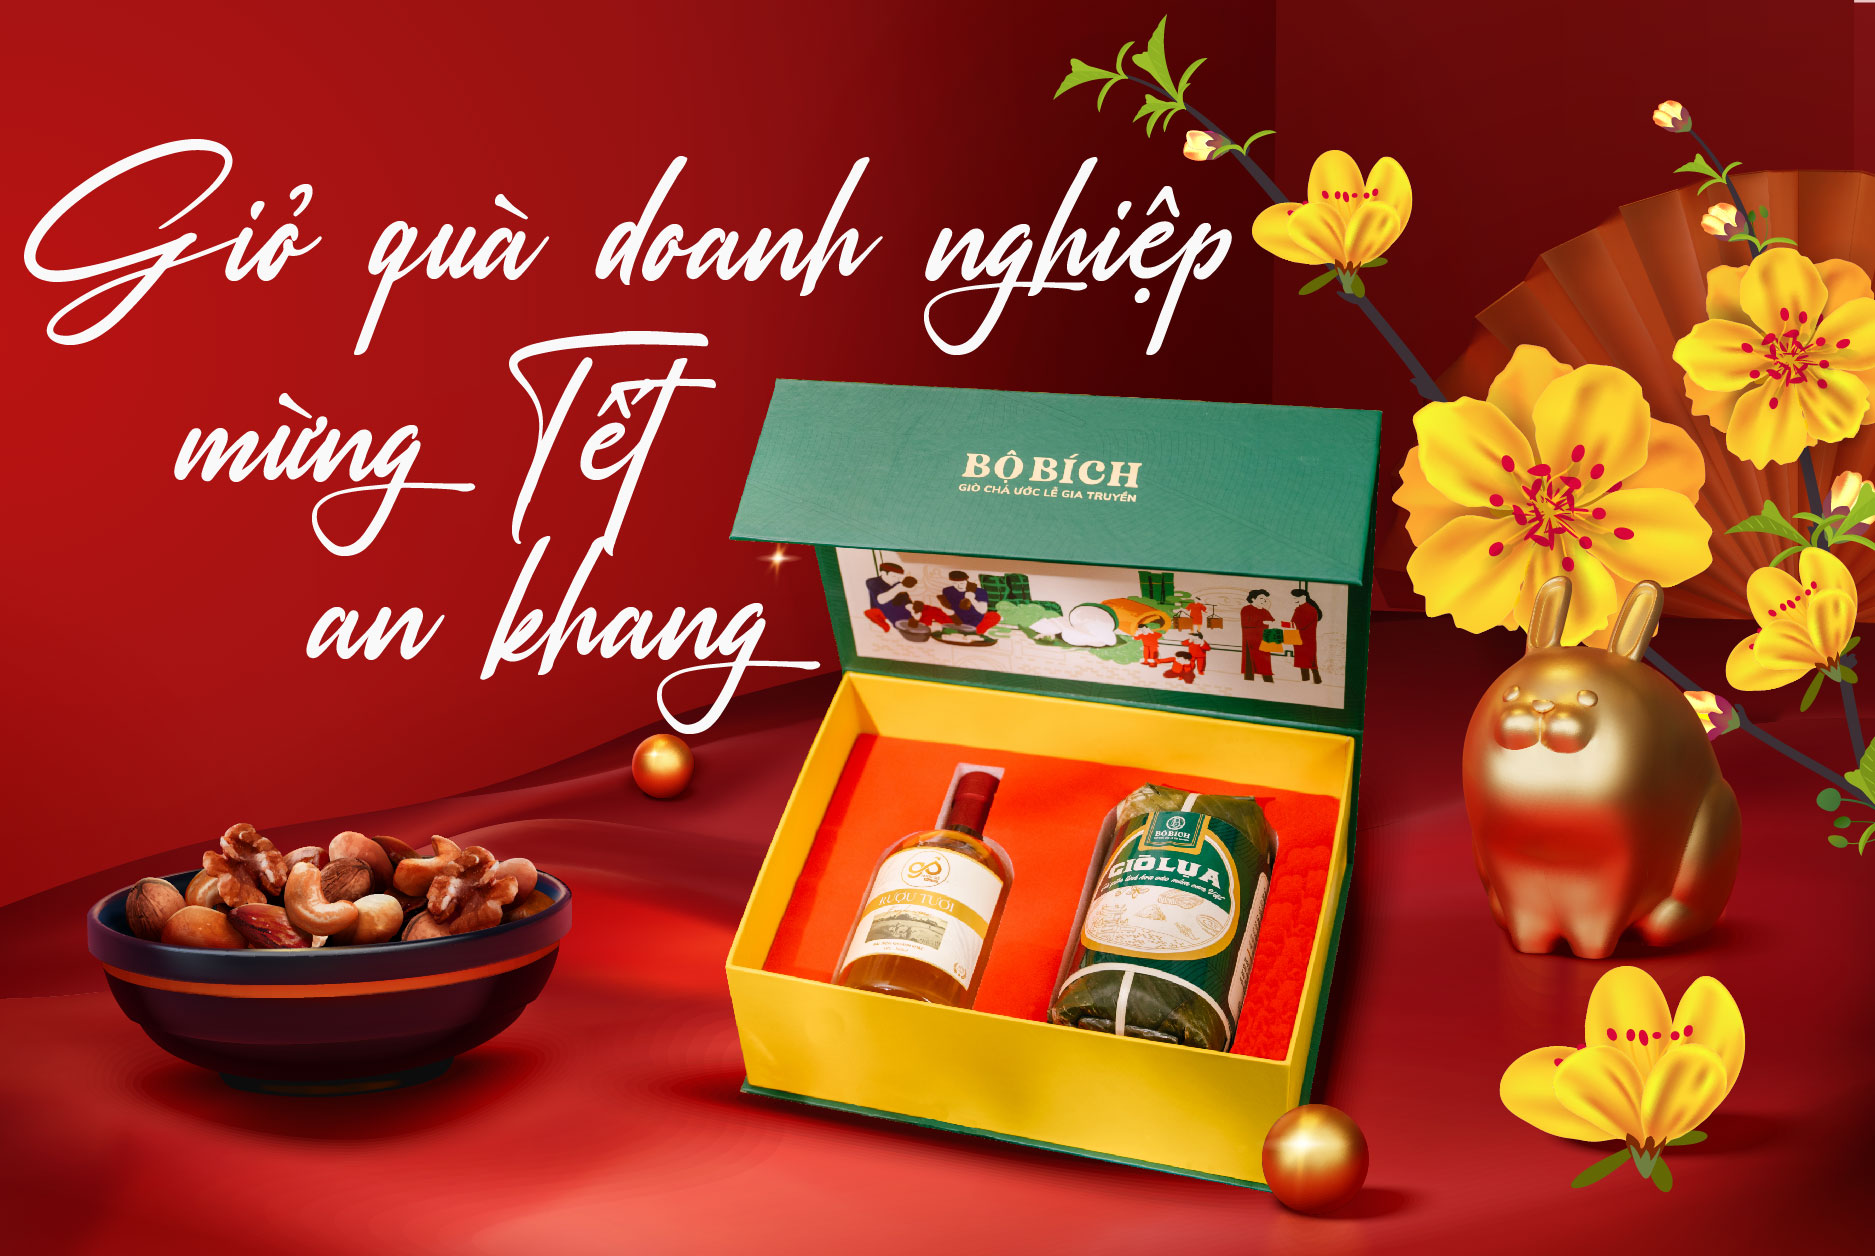 Giỏ quà doanh nghiệp
mừng Tết
an khang
BỘ BÍCH
GIÒ CHẢ ƯỚC LỄ GIA TRUYỀN
gỗ
RƯỢU TƯƠI
BỘ BÍCH
GIÒ LỤA